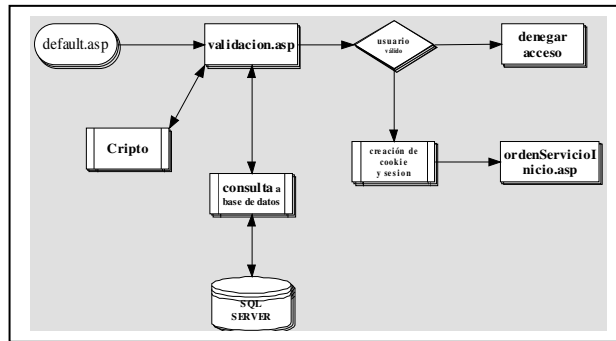 default.asp
validacion.asp
usuario
válido
denegar
acceso
Cripto
creación de
cookie
y sesion
ordenServicioI
nicio.asp
consulta a
base de datos
SQL
SERVER